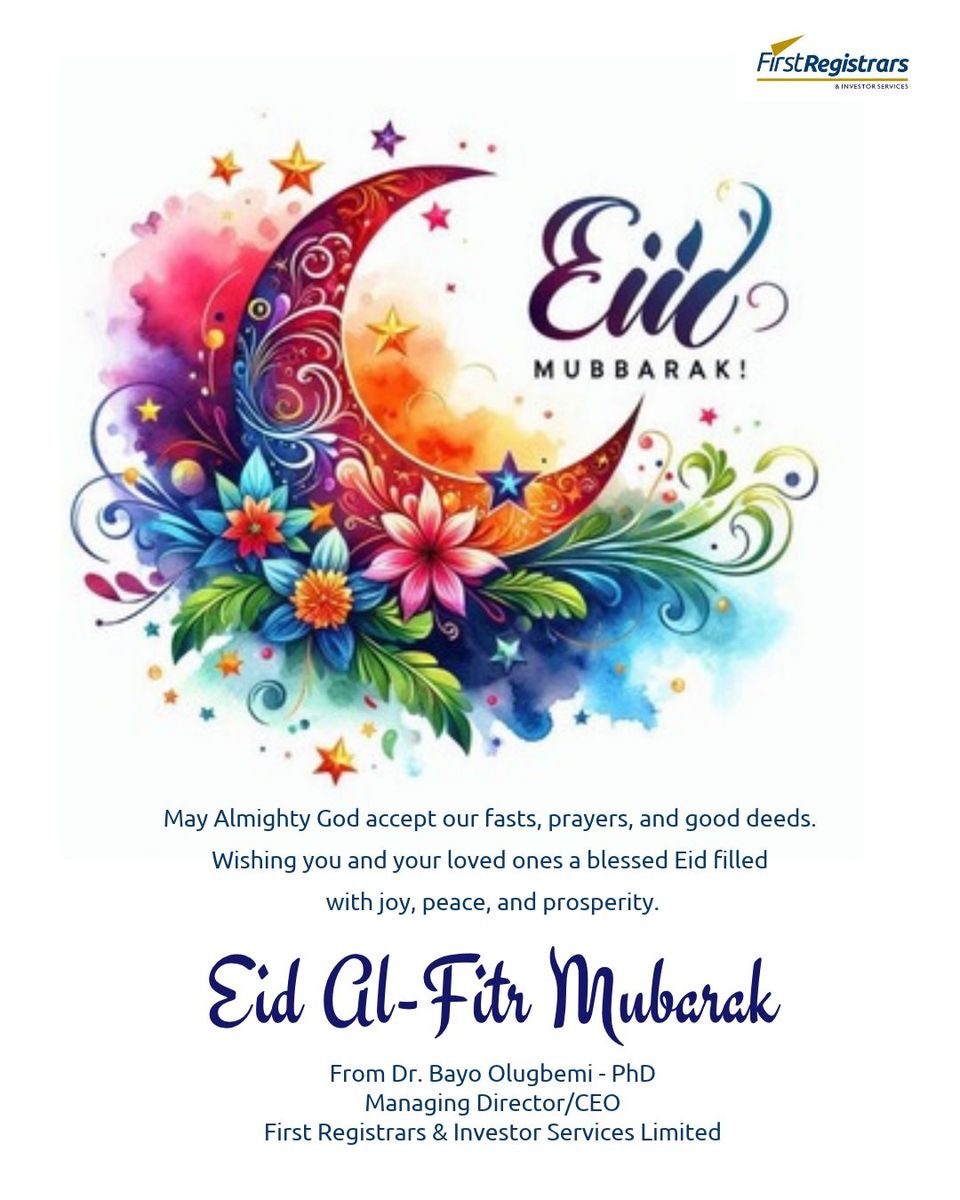 FirstRegistrars
& INVESTOR SERVICES
Eiid
MUBBARAK!
May Almighty God accept our fasts, prayers, and good deeds.
Wishing you and your loved ones a blessed Eid filled
with joy, peace, and prosperity.
Eid Al-Fitr Mubarak
From Dr. Bayo Olugbemi - PhD
Managing Director/CEO
First Registrars & Investor Services Limited